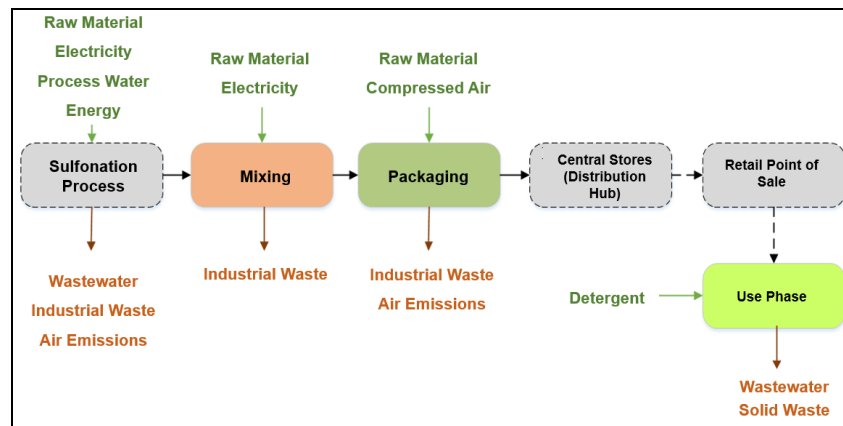 Raw Material
Electricity
Process Water
Energy
Raw Material
Electricity
Raw Material
Compressed Air
Sulfonation
Process
Mixing
Packaging
Central Stores
(Distribution
Hub)
Retail Point of
Sale
Wastewater
Industrial Waste
Air Emissions
Industrial Waste
Industrial Waste
Air Emissions
Detergent
Use Phase
Wastewater
Solid Waste